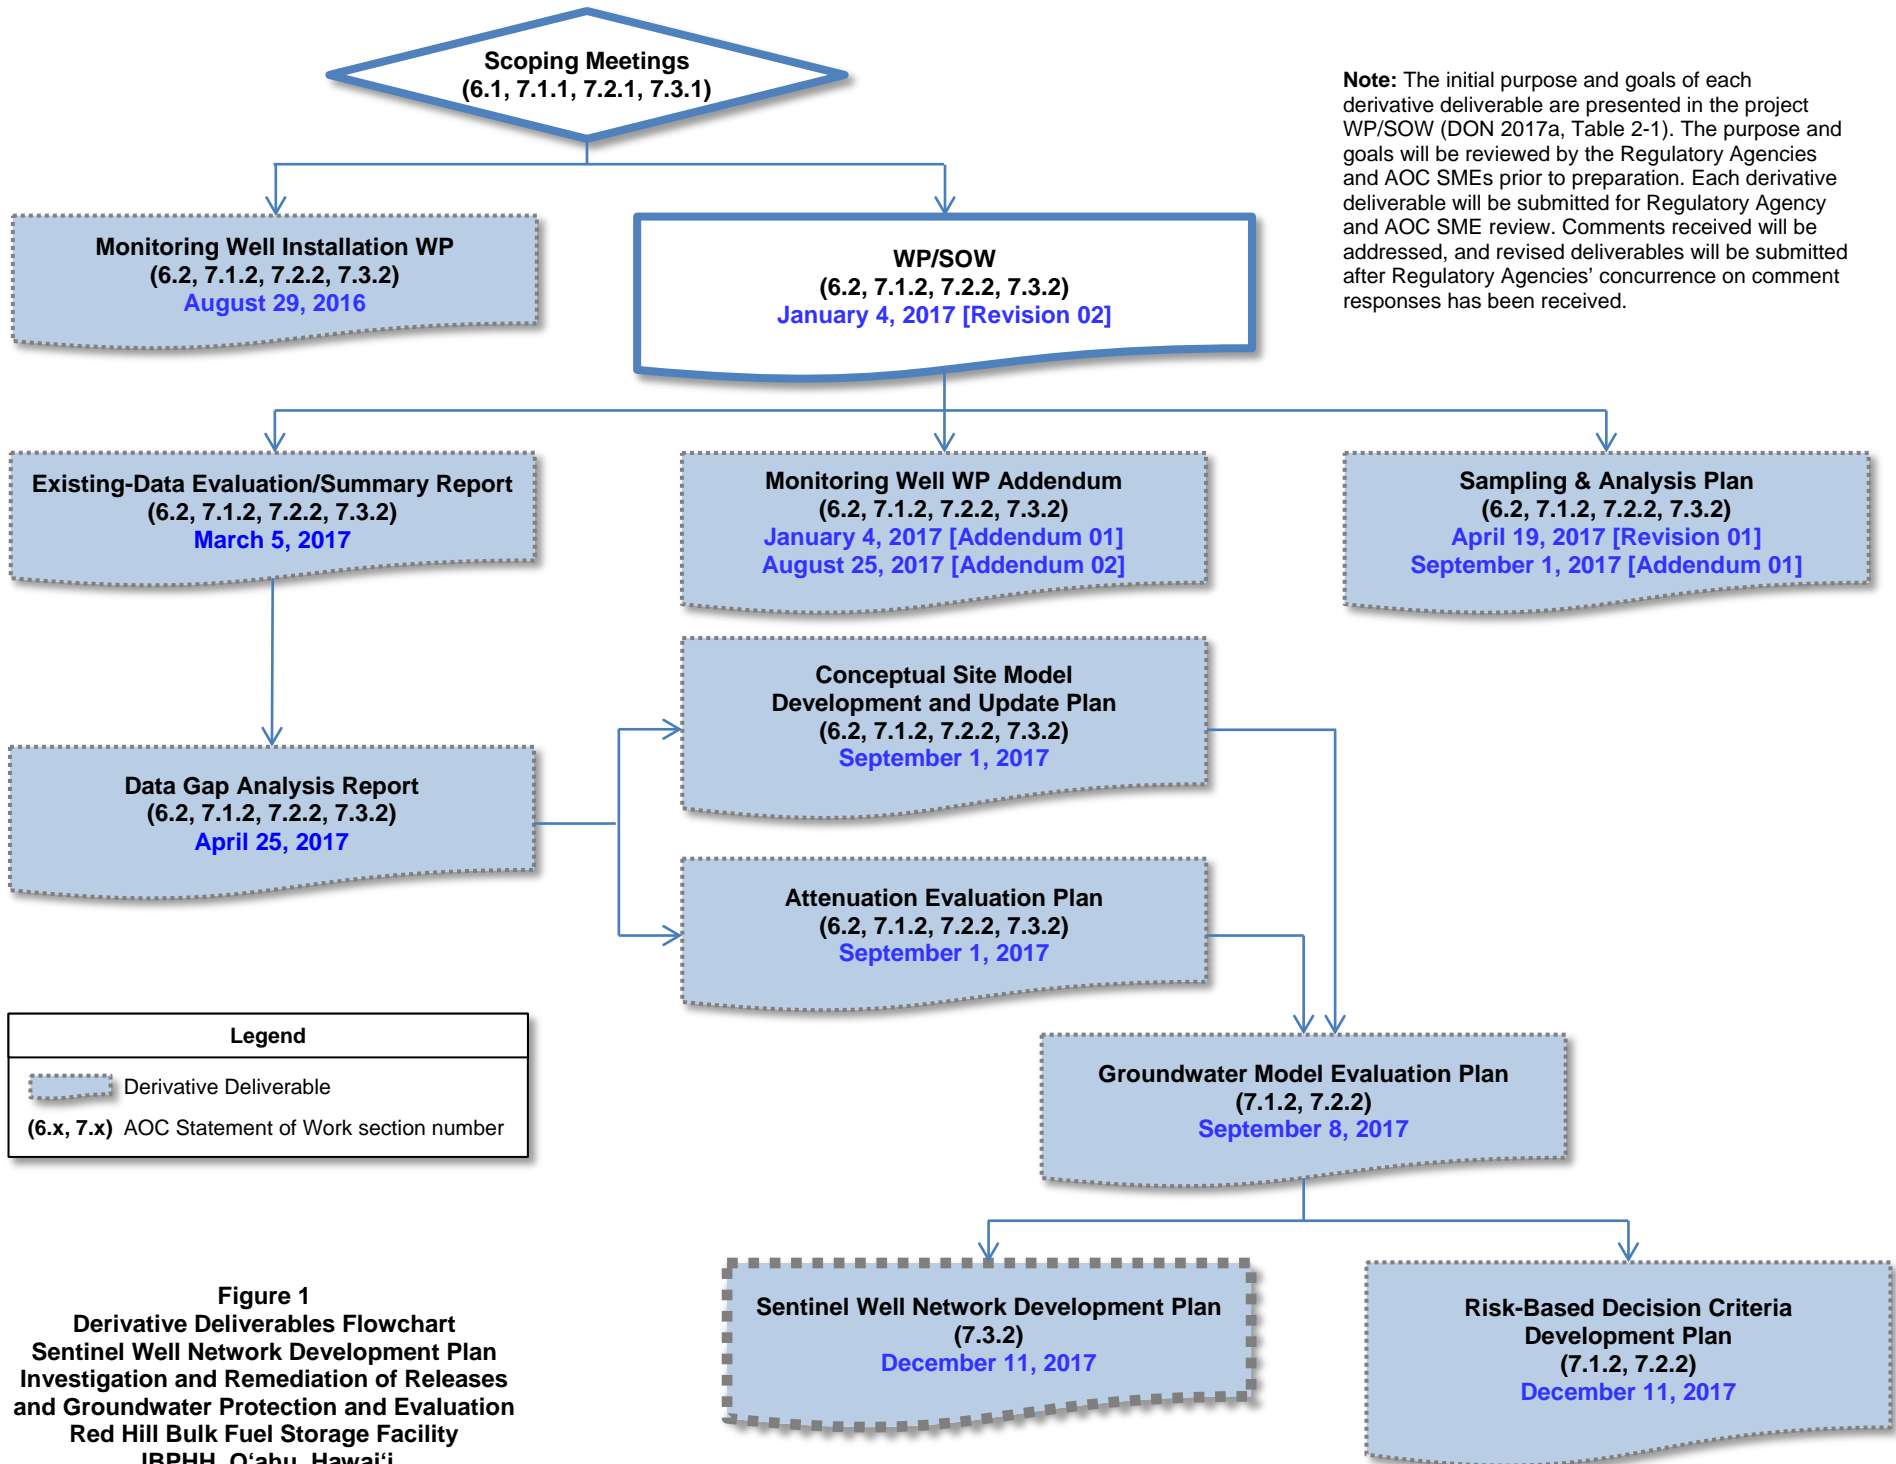 Scoping Meetings
(6.1, 7.1.1, 7.2.1, 7.3.1)
Note: The initial purpose and goals of each
derivative deliverable are presented in the project
WP/SOW (DON 2017a, Table 2-1). The purpose and
goals will be reviewed by the Regulatory Agencies
and AOC SMEs prior to preparation. Each derivative
deliverable will be submitted for Regulatory Agency
and AOC SME review. Comments received will be
addressed, and revised deliverables will be submitted
after Regulatory Agencies’ concurrence on comment
responses has been received.
Monitoring Well Installation WP
(6.2, 7.1.2, 7.2.2, 7.3.2)
August 29, 2016
WP/SOW
(6.2, 7.1.2, 7.2.2, 7.3.2)
January 4, 2017 [Revision 02]
Existing-Data Evaluation/Summary Report
(6.2, 7.1.2, 7.2.2, 7.3.2)
March 5, 2017
Monitoring Well WP Addendum
(6.2, 7.1.2, 7.2.2, 7.3.2)
January 4, 2017 [Addendum 01]
August 25, 2017 [Addendum 02]
Sampling & Analysis Plan
(6.2, 7.1.2, 7.2.2, 7.3.2)
April 19, 2017 [Revision 01]
September 1, 2017 [Addendum 01]
Conceptual Site Model
Development and Update Plan
(6.2, 7.1.2, 7.2.2, 7.3.2)
September 1, 2017
Data Gap Analysis Report
(6.2, 7.1.2, 7.2.2, 7.3.2)
April 25, 2017
Attenuation Evaluation Plan
(6.2, 7.1.2, 7.2.2, 7.3.2)
September 1, 2017
Legend
Derivative Deliverable
(6.x, 7.x) AOC Statement of Work section number
Groundwater Model Evaluation Plan
(7.1.2, 7.2.2)
September 8, 2017
Sentinel Well Network Development Plan
(7.3.2)
December 11, 2017
Risk-Based Decision Criteria
Development Plan
(7.1.2, 7.2.2)
December 11, 2017
Figure 1
Derivative Deliverables Flowchart
Sentinel Well Network Development Plan
Investigation and Remediation of Releases
and Groundwater Protection and Evaluation
Red Hill Bulk Fuel Storage Facility
JBPHH, O‘ahu, Hawai‘i